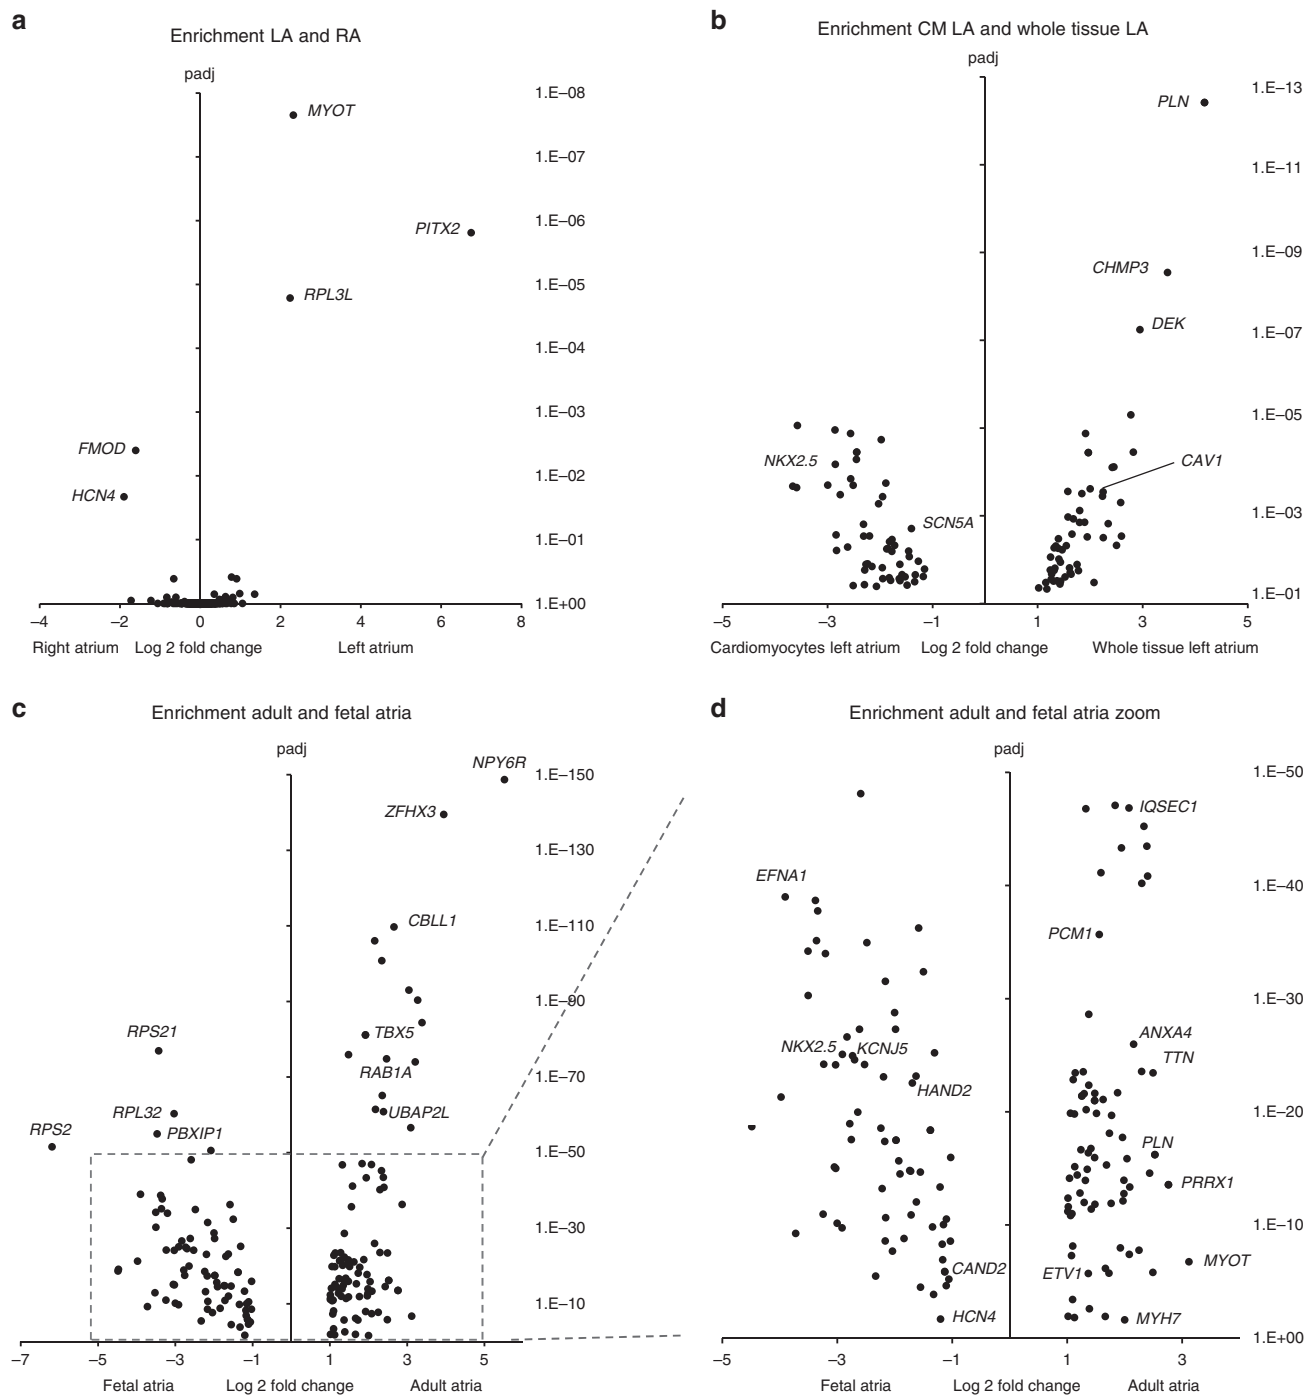 a
Enrichment LA and RA
padj
1.E–08
MYOT
1.E–07
1.E–06
PITX2
1.E–05
RPL3L
1.E–04
1.E–03
FMOD
1.E–02
HCN4
1.E–01
1.E+00
–4 –2 0 2 4 6 8
Right atrium Log 2 fold change Left atrium
b
Enrichment CM LA and whole tissue LA
padj
1.E–13
PLN
1.E–11
1.E–09
CHMP3
DEK
1.E–07
1.E–05
NKX2.5
CAV1
SCN5A
1.E–03
1.E–01
–5 –3 –1 1 3 5
Cardiomyocytes left atrium Log 2 fold change Whole tissue left atrium
c
Enrichment adult and fetal atria
padj
NPY6R
1.E–150
ZFHX3
1.E–130
CBLL1
1.E–110
1.E–90
RPS21
TBX5
RAB1A
1.E–70
RPL32
UBAP2L
RPS2
PBXIP1
1.E–50
1.E–30
1.E–10
–7 –5 –3 –1 1 3 5
Fetal atria Log 2 fold change Adult atria
d
Enrichment adult and fetal atria zoom
padj
1.E–50
IQSEC1
EFNA1
1.E–40
PCM1
1.E–30
ANXA4
NKX2.5
KCNJ5
TTN
HAND2
1.E–20
PLN
PRRX1
1.E–10
MYOT
CAND2
ETV1
HCN4
MYH7
1.E+00
–5 –3 –1 1 3
Fetal atria Log 2 fold change Adult atria